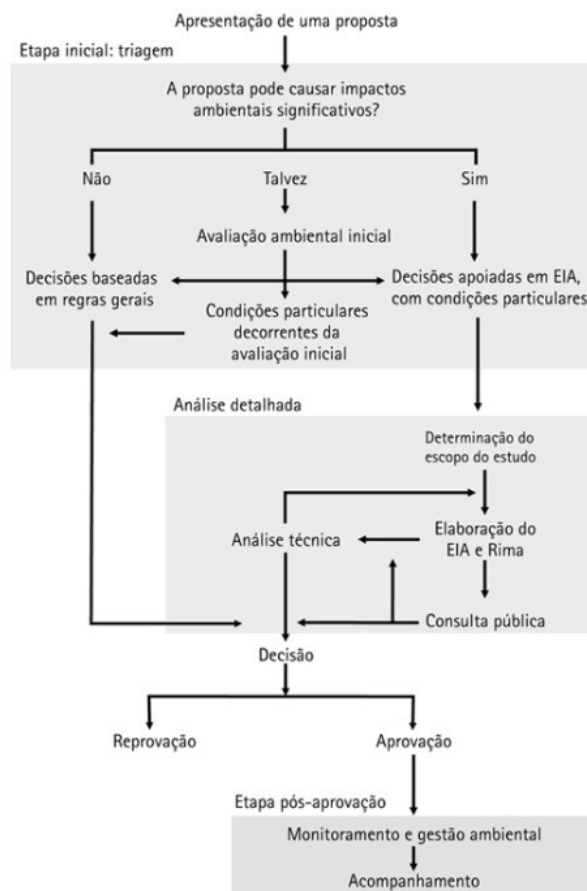 Apresentação de uma proposta
Etapa inicial: triagem
A proposta pode causar impactos
ambientais significativos?
Não
Talvez
Sim
Avaliação ambiental inicial
Decisões baseadas
em regras gerais
Condições particulares
decorrentes da
avaliação inicial
Decisões apoiadas em EIA,
com condições particulares
Análise detalhada
Determinação do
escopo do estudo
Análise técnica
Elaboração do
EIA e Rima
Consulta pública
Decisão
Reprovação
Aprovação
Etapa pós-aprovação
Monitoramento e gestão ambiental
Acompanhamento